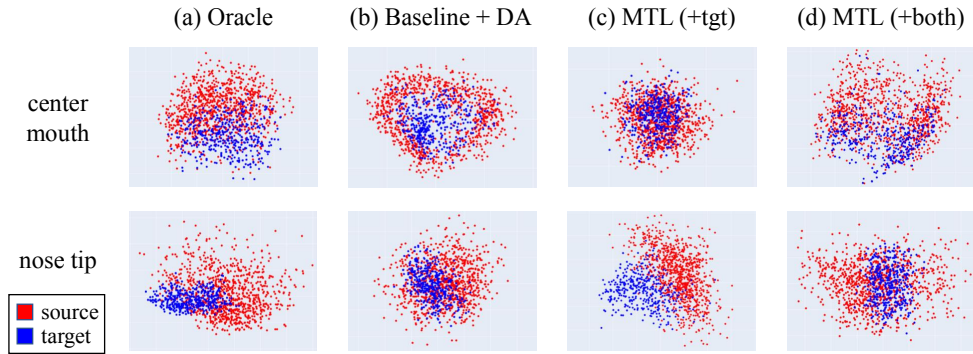 (a) Oracle
(b) Baseline + DA
(c) MTL (+tgt)
(d) MTL (+both)
center
mouth
nose tip
source
target